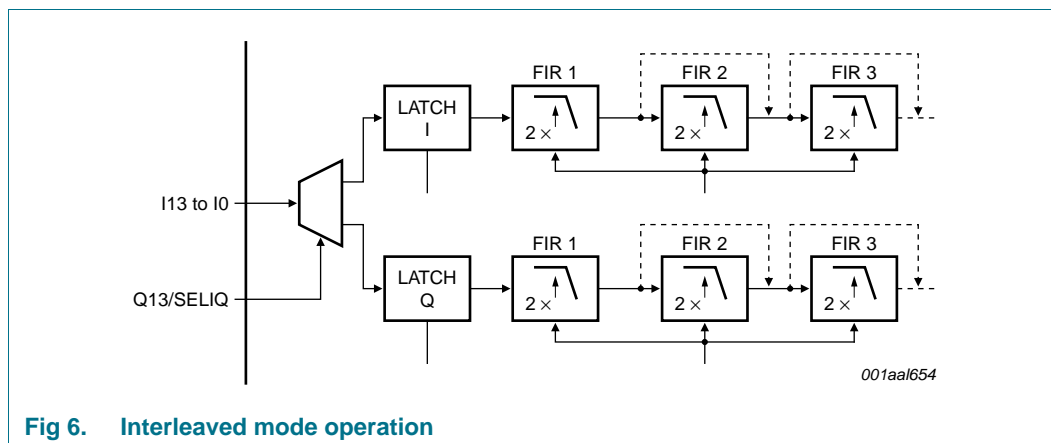 FIR 1
FIR 2
FIR 3
LATCH
I
2 ×
2 ×
2 ×
I13 to I0
FIR 1
FIR 2
FIR 3
LATCH
Q
Q13/SELIQ
2 ×
2 ×
2 ×
001aal654
Fig 6. Interleaved mode operation